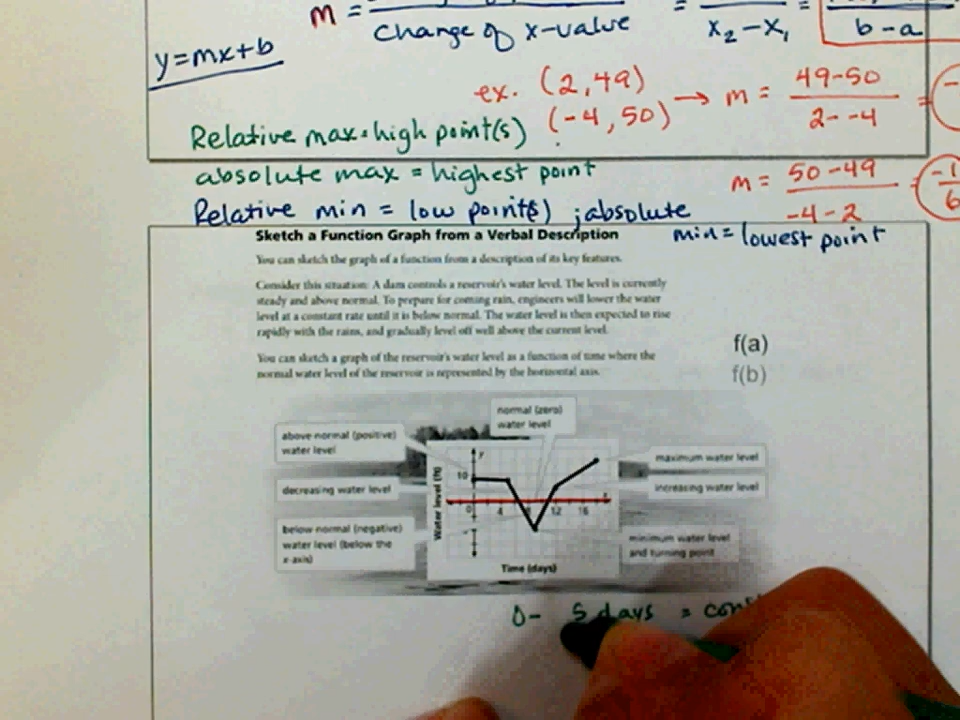 m = change of x-value = x₂-x₁ = b-a
y=mx+b
ex. (2,49)
(-4,50) → m = 49-50 / 2--4 = -
Relative max=high point(s)
absolute max = highest point
m = 50-49 / -4-2 = -1/6
Relative min = low point(s) ; absolute
min = lowest point
Sketch a Function Graph from a Verbal Description
You can sketch the graph of a function from a description of its key features.
Consider this situation: A dam controls a reservoir's water level. The level is currently
steady and above normal. To prepare for coming rain, engineers will lower the water
level at a constant rate until it is below normal. The water level is then expected to rise
rapidly with the rains, and gradually level off well above the current level.
You can sketch a graph of the reservoir's water level as a function of time where the
normal water level of the reservoir is represented by the horizontal axis.
f(a)
f(b)
normal (zero)
water level
above normal (positive)
water level
decreasing water level
below normal (negative)
water level (below the
x-axis)
maximum water level
increasing water level
minimum water level
and turning point
Water level (ft)
y
10
0 4 8 12 16
Time (days)
0- 5 days = cons